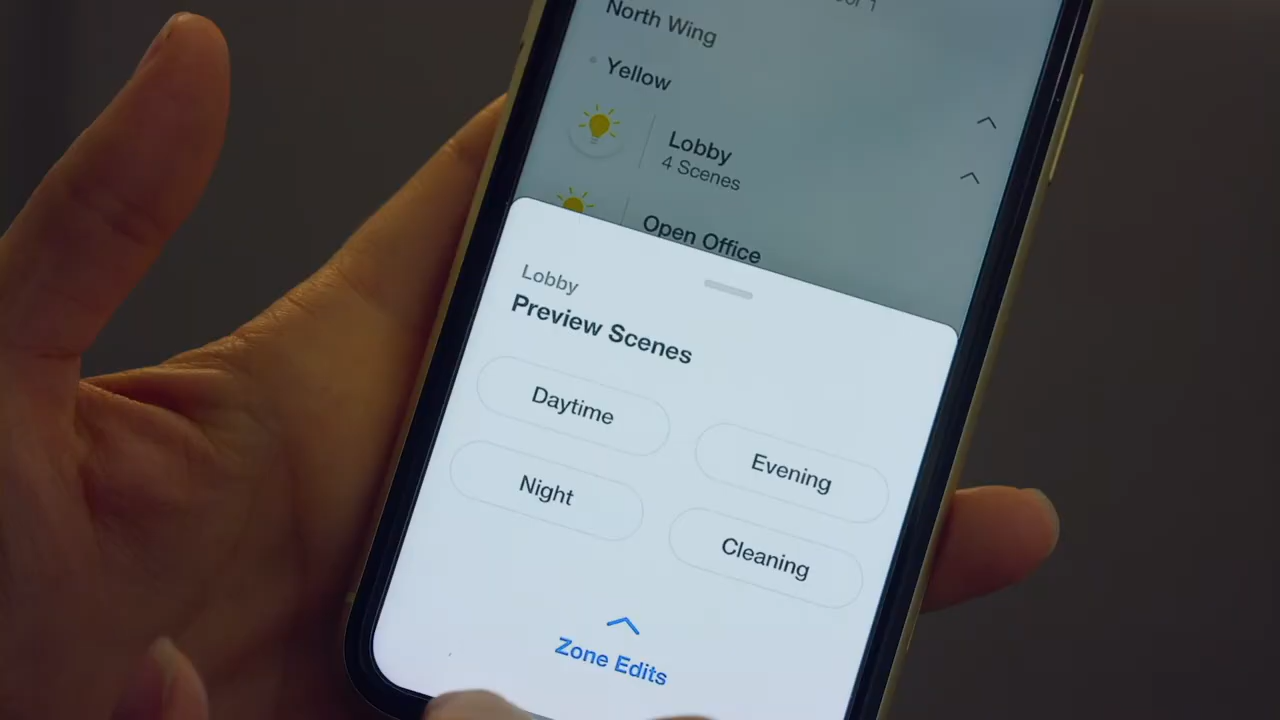 North Wing
Yellow
Lobby
4 Scenes
Open Office
Lobby
Preview Scenes
Daytime
Evening
Night
Cleaning
Zone Edits